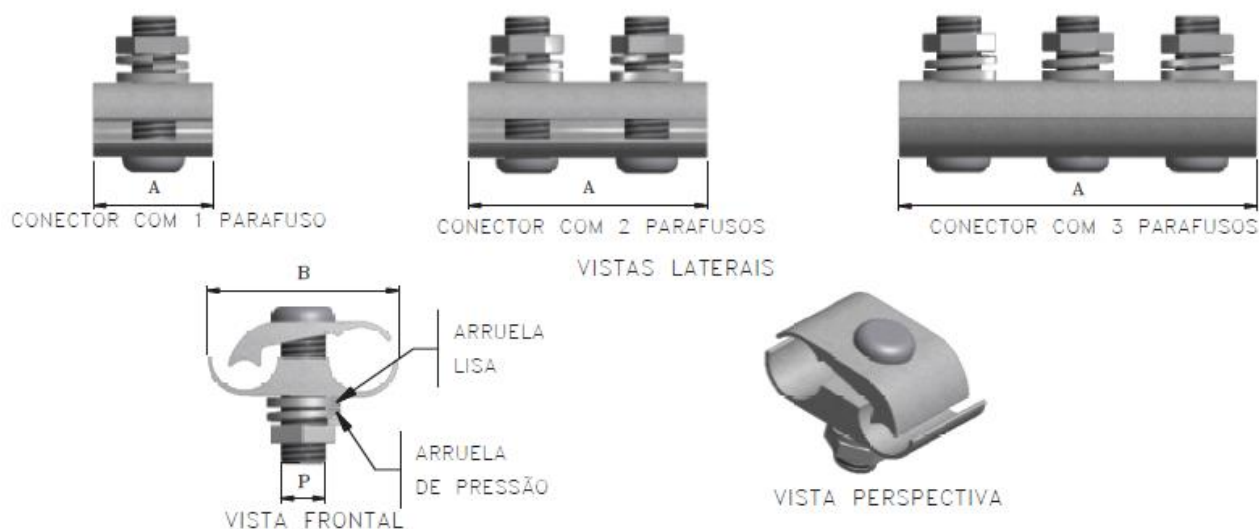 A
A
A
CONECTOR COM 1 PARAFUSO
CONECTOR COM 2 PARAFUSOS
CONECTOR COM 3 PARAFUSOS
VISTAS LATERAIS
B
ARRUELA
LISA
ARRUELA
DE PRESSÃO
P
VISTA FRONTAL
VISTA PERSPECTIVA